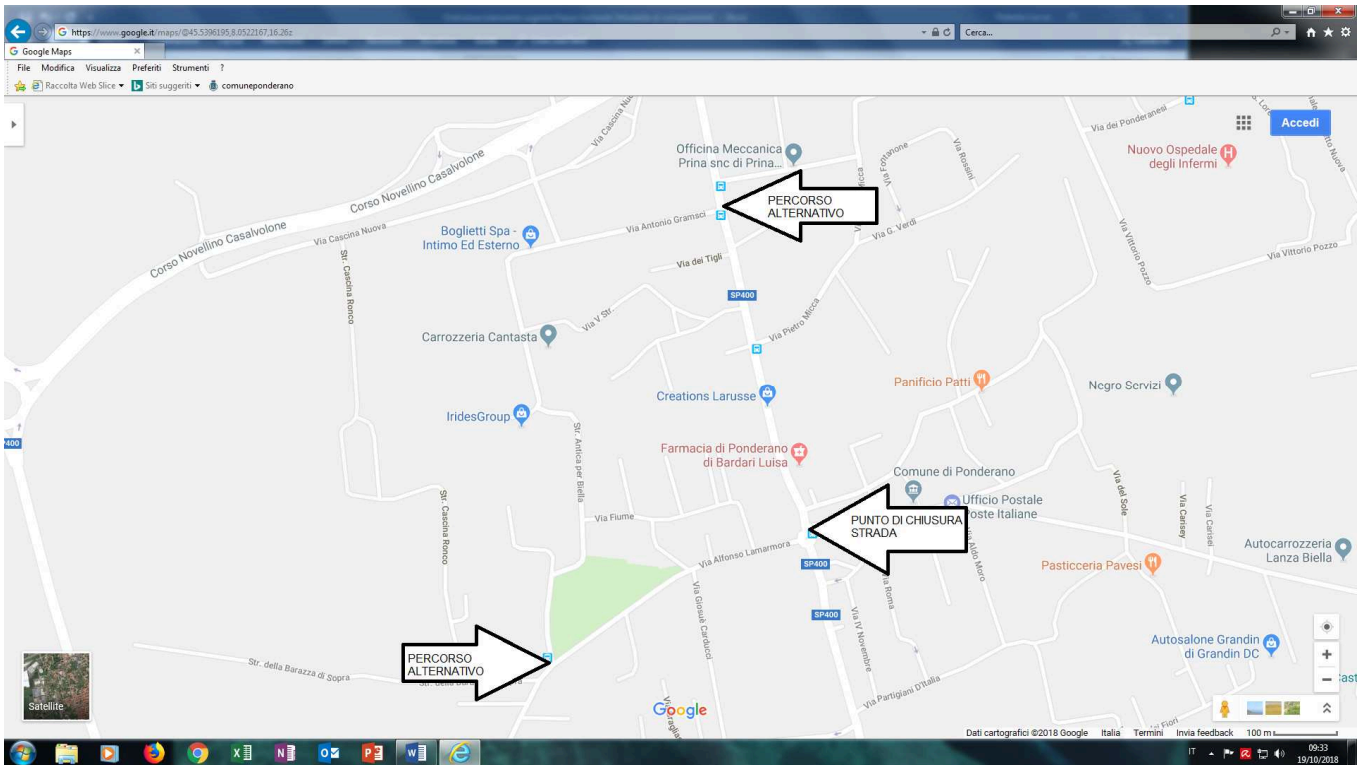 https://www.google.it/maps/@45.5396195,8.0522167,16.26z
Cerca...
Google Maps
File Modifica Visualizza Preferiti Strumenti ?
Raccolta Web Slice
Siti suggeriti
comuneponderano
Accedi
Via dei Ponderanesi
Nuovo Ospedale
degli Infermi
Officina Meccanica
Prina snc di Prina...
Via Fontanone
Via Rossini
Corso Novellino Casalvolone
PERCORSO
ALTERNATIVO
Via Antonio Gramsci
Via G. Verdi
Via Vittorio Pozzo
Via Vittorio Pozzo
Corso Novellino Casalvolone
Via Cascina Nuova
Boglietti Spa -
Intimo Ed Esterno
Str. Cascina Ronco
Via dei Tigli
SP400
Via V Str.
Via Pietro Micca
Carrozzeria Cantasta
Creations Larusse
Panificio Patti
Negro Servizi
IridesGroup
Str. Antica per Biella
Farmacia di Ponderano
di Bardari Luisa
Comune di Ponderano
Ufficio Postale
Poste Italiane
PUNTO DI CHIUSURA
STRADA
Via del Sole
Via Carisey
Via Carisei
Str. Cascina Ronco
Via Fiume
Via Alfonso Lamarmora
SP400
Via Aldo Moro
Pasticceria Pavesi
Autocarrozzeria
Lanza Biella
Via Giosuè Carducci
SP400
Via IV Novembre
Via Roma
Autosalone Grandin
di Grandin DC
PERCORSO
ALTERNATIVO
Str. della Barazza di Sopra
Via Partigiani D'Italia
Satellite
Google
Dati cartografici ©2018 Google Italia Termini Invia feedback 100 m
IT
09:33
19/10/2018